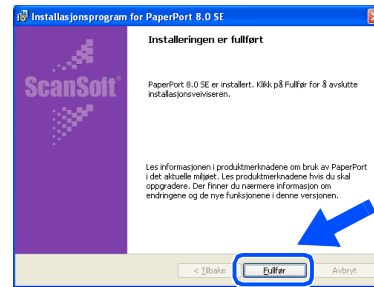 Installasjonsprogram for PaperPort 8.0 SE
Installeringen er fullført
ScanSoft®
PaperPort 8.0 SE er installert. Klikk på Fullfør for å avslutte
installasjonsveiviseren.
Les informasjonen i produktmerknadene om bruk av PaperPort
i det aktuelle miljøet. Les produktmerknadene hvis du skal
oppgradere. Der finner du nærmere informasjon om
endringene og de nye funksjonene i denne versjonen.
< Tilbake
Fullfør
Avbryt